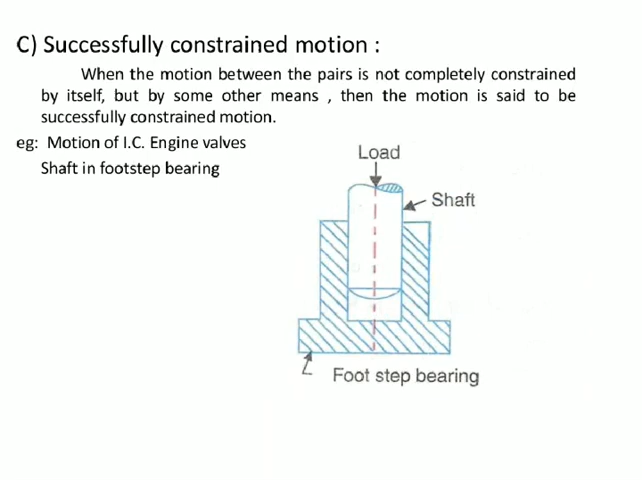 C) Successfully constrained motion :
When the motion between the pairs is not completely constrained
by itself, but by some other means , then the motion is said to be
successfully constrained motion.
eg: Motion of I.C. Engine valves
Shaft in footstep bearing
Load
Shaft
Foot step bearing